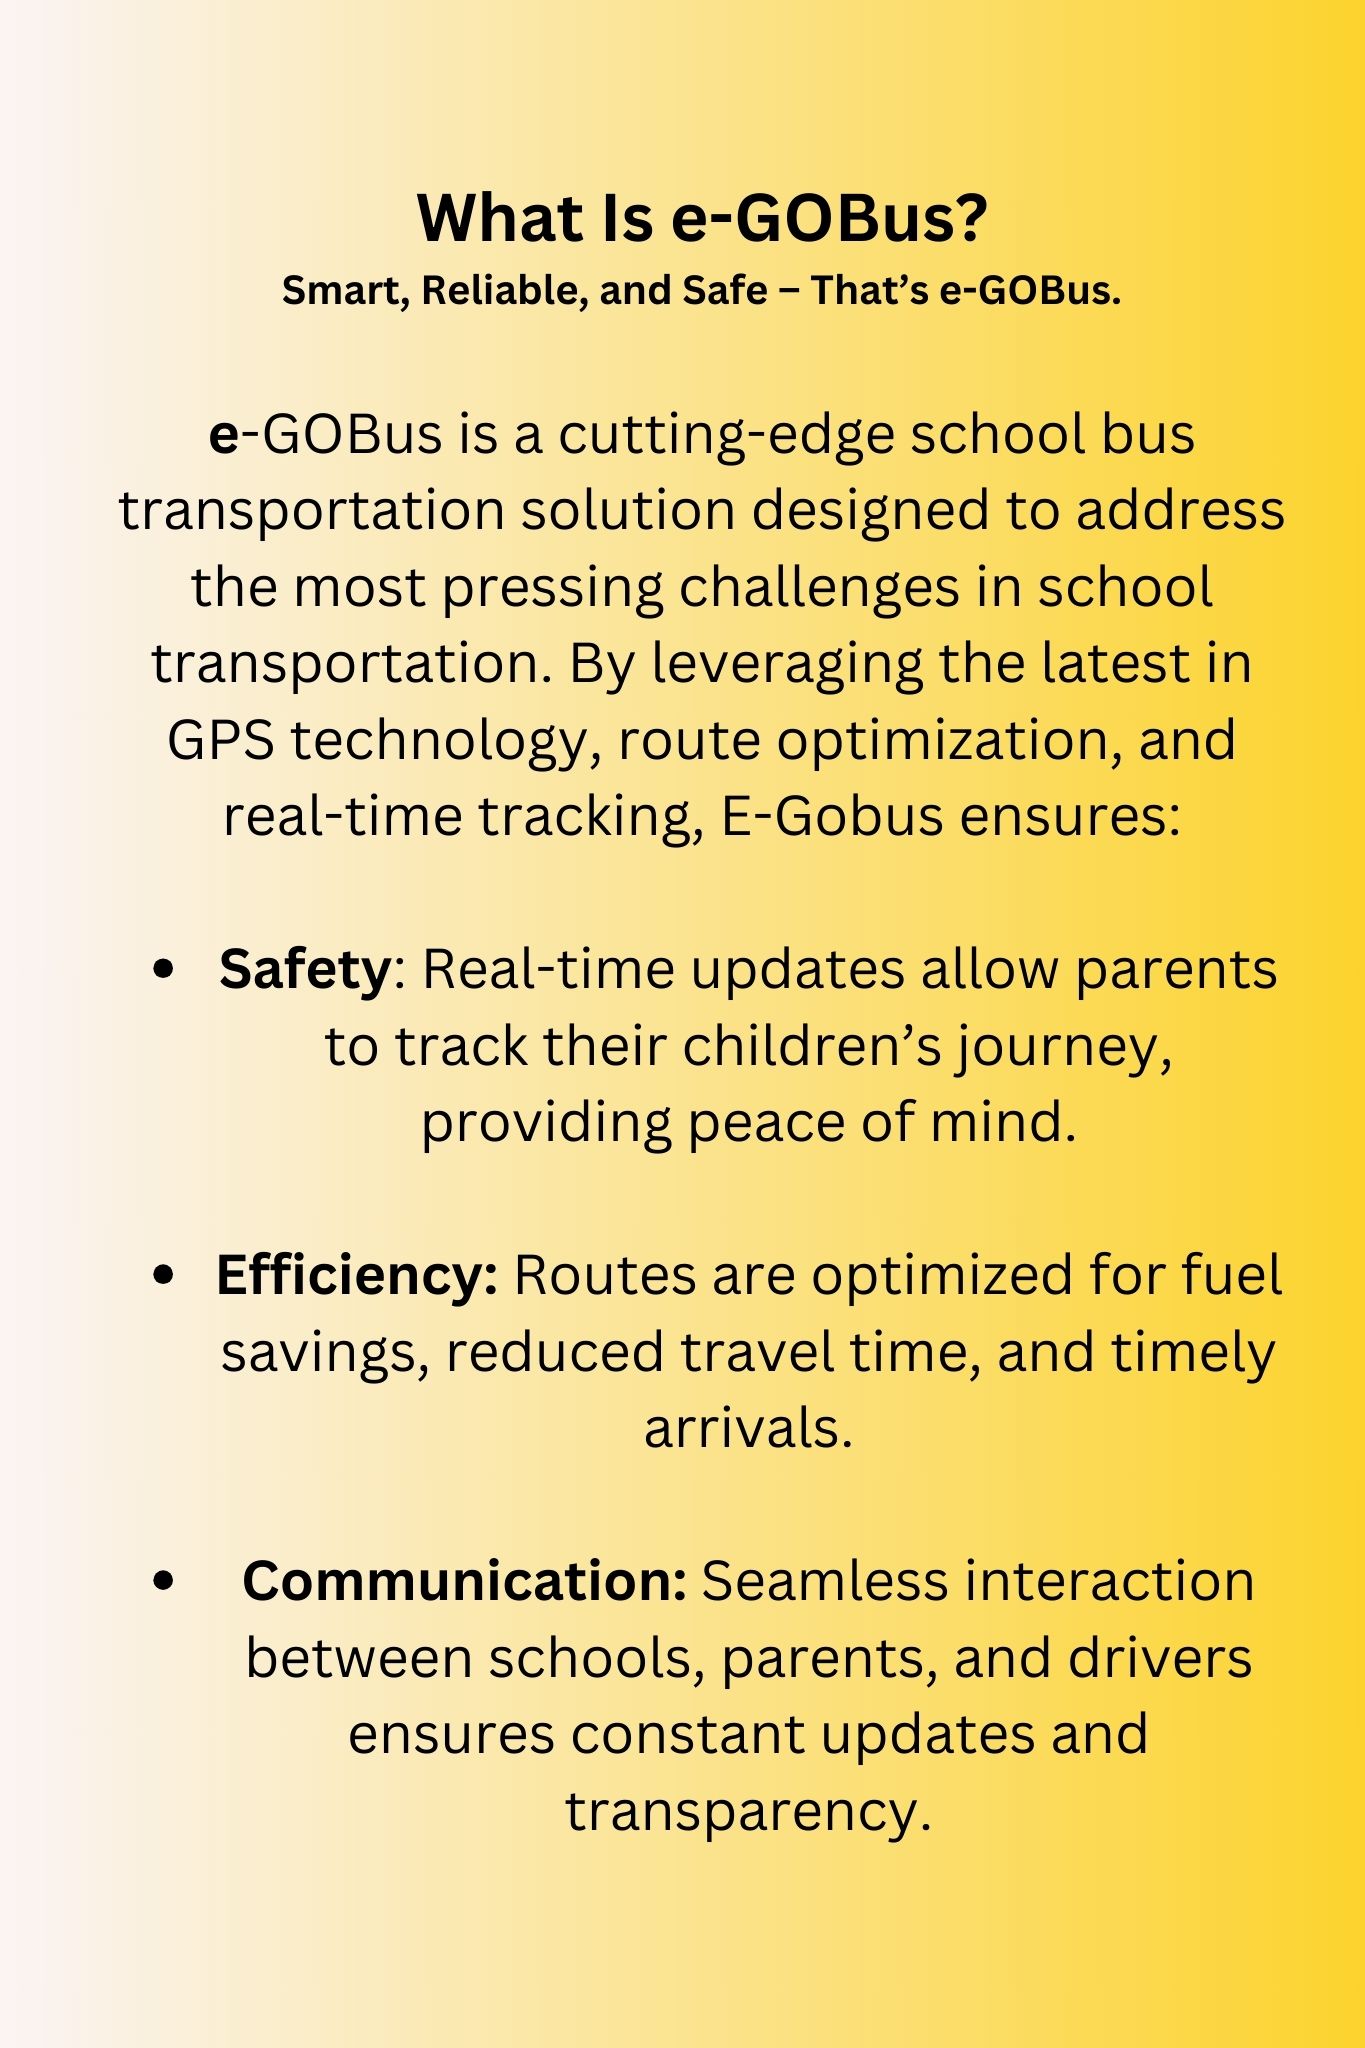 What Is e-GOBus?
Smart, Reliable, and Safe – That’s e-GOBus.
e-GOBus is a cutting-edge school bus
transportation solution designed to address
the most pressing challenges in school
transportation. By leveraging the latest in
GPS technology, route optimization, and
real-time tracking, E-Gobus ensures:
• Safety: Real-time updates allow parents
to track their children’s journey,
providing peace of mind.
• Efficiency: Routes are optimized for fuel
savings, reduced travel time, and timely
arrivals.
• Communication: Seamless interaction
between schools, parents, and drivers
ensures constant updates and
transparency.